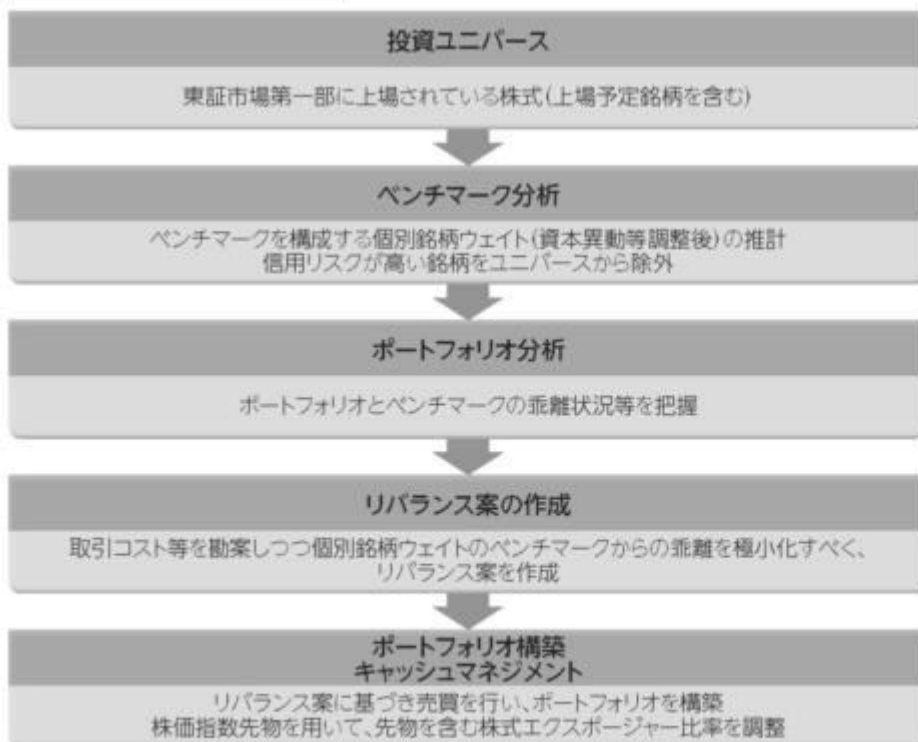 投資ユニバース
東証市場第一部に上場されている株式(上場予定銘柄を含む)
ベンチマーク分析
ベンチマークを構成する個別銘柄ウェイト(資本異動等調整後)の推計
信用リスクが高い銘柄をユニバースから除外
ポートフォリオ分析
ポートフォリオとベンチマークの乖離状況等を把握
リバランス案の作成
取引コスト等を勘案しつつ個別銘柄ウェイトのベンチマークからの乖離を極小化すべく、
リバランス案を作成
ポートフォリオ構築
キャッシュマネジメント
リバランス案に基づき売買を行い、ポートフォリオを構築
株価指数先物を用いて、先物を含む株式エクスポージャー比率を調整